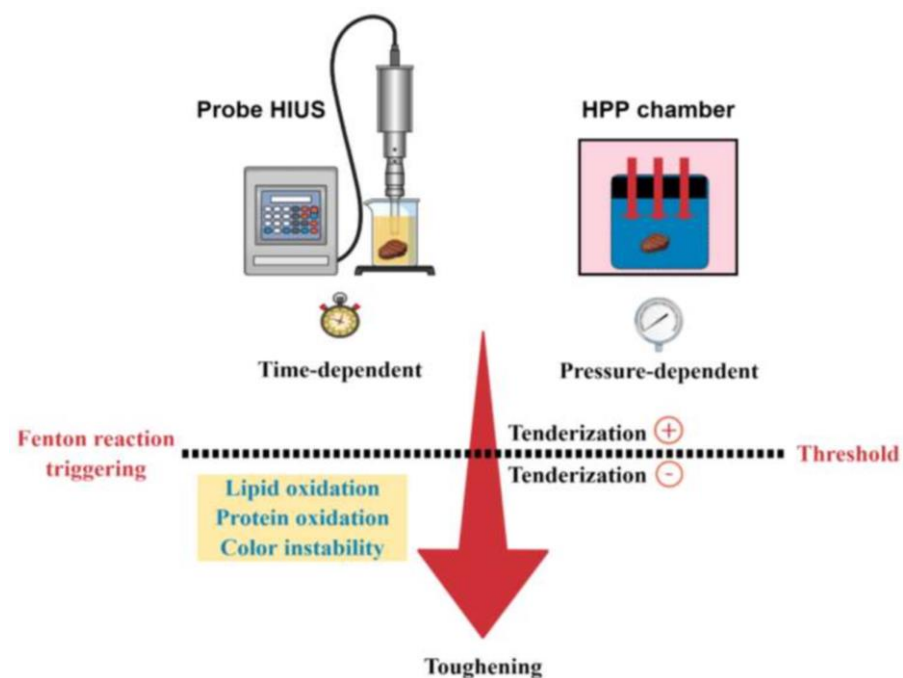 Probe HIUS
HPP chamber
Time-dependent
Pressure-dependent
Fenton reaction
triggering
Tenderization +
Threshold
Tenderization -
Lipid oxidation
Protein oxidation
Color instability
Toughening